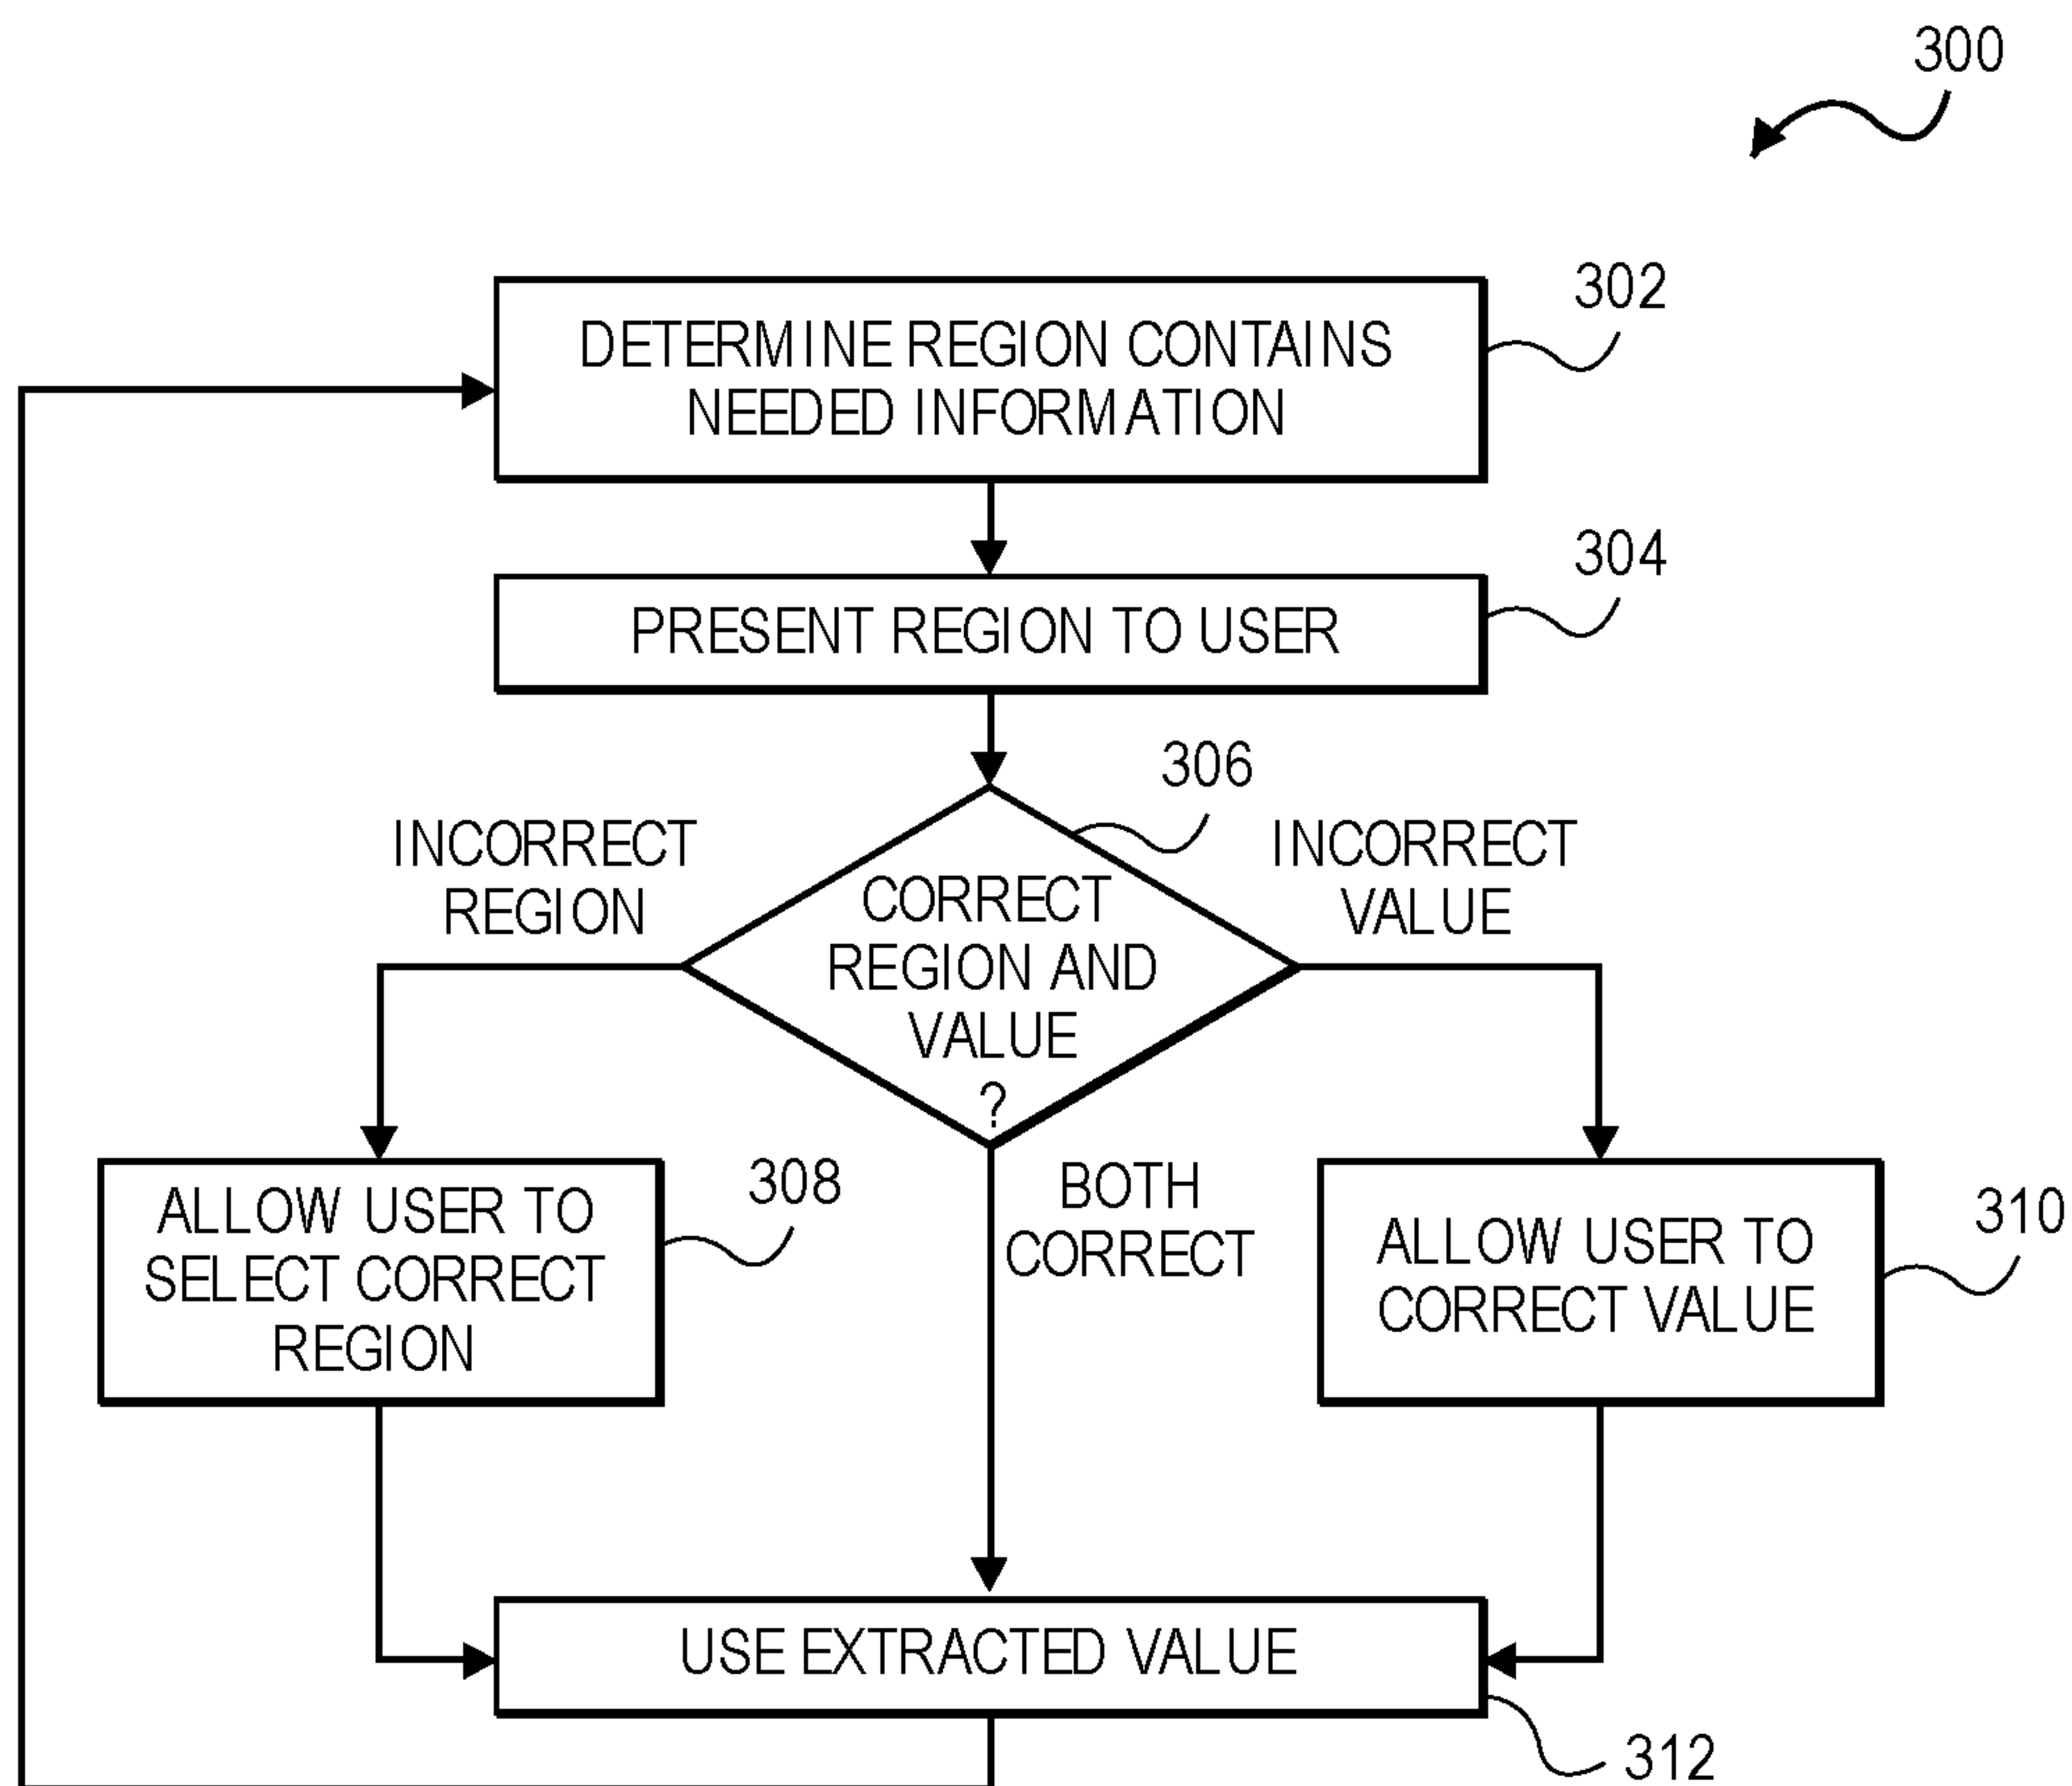 300
302
DETERMINE REGION CONTAINS
NEEDED INFORMATION
304
PRESENT REGION TO USER
306
INCORRECT
REGION
INCORRECT
VALUE
CORRECT
REGION AND
VALUE
?
308
ALLOW USER TO
SELECT CORRECT
REGION
BOTH
CORRECT
310
ALLOW USER TO
CORRECT VALUE
USE EXTRACTED VALUE
312